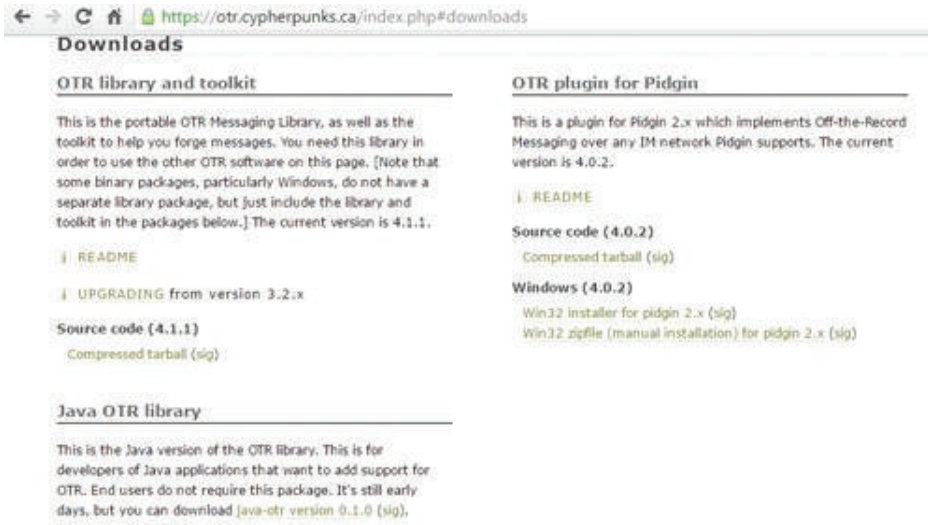 https://otr.cypherpunks.ca/index.php#downloads
Downloads
OTR library and toolkit
This is the portable OTR Messaging Library, as well as the
toolkit to help you forge messages. You need this library in
order to use the other OTR software on this page. [Note that
some binary packages, particularly Windows, do not have a
separate library package, but just include the library and
toolkit in the packages below.] The current version is 4.1.1.
i README
i UPGRADING from version 3.2.x
Source code (4.1.1)
Compressed tarball (sig)
Java OTR library
This is the Java version of the OTR library. This is for
developers of Java applications that want to add support for
OTR. End users do not require this package. It's still early
days, but you can download java-otr version 0.1.0 (sig).
OTR plugin for Pidgin
This is a plugin for Pidgin 2.x which implements Off-the-Record
Messaging over any IM network Pidgin supports. The current
version is 4.0.2.
i README
Source code (4.0.2)
Compressed tarball (sig)
Windows (4.0.2)
Win32 installer for pidgin 2.x (sig)
Win32 zipfile (manual installation) for pidgin 2.x (sig)